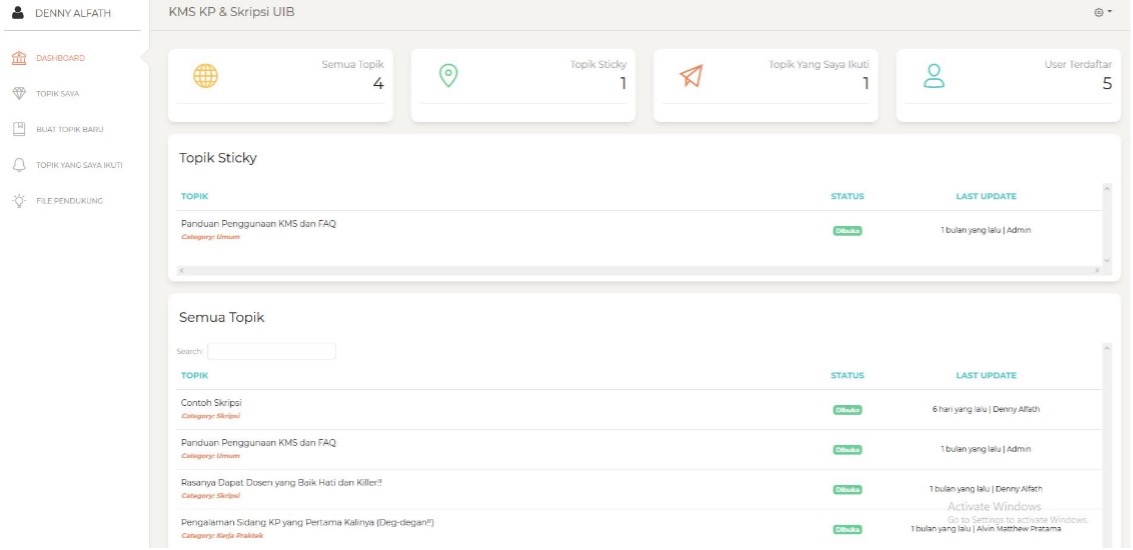 DENNY ALFATH
KMS KP & Skripsi UIB
DASHBOARD
TOPIK SAYA
BUAT TOPIK BARU
TOPIK YANG SAYA IKUTI
FILE PENDUKUNG
Semua Topik
4
Topik Sticky
1
Topik Yang Saya Ikuti
1
User Terdaftar
5
Topik Sticky
TOPIK STATUS LAST UPDATE
Panduan Penggunaan KMS dan FAQ
Category: Umum
Dibuka
1 bulan yang lalu | Admin
Semua Topik
Search:
TOPIK STATUS LAST UPDATE
Contoh Skripsi
Category: Skripsi
Dibuka
6 hari yang lalu | Denny Alfath
Panduan Penggunaan KMS dan FAQ
Category: Umum
Dibuka
1 bulan yang lalu | Admin
Rasanya Dapat Dosen yang Baik Hati dan Killer!!
Category: Skripsi
Dibuka
1 bulan yang lalu | Denny Alfath
Pengalaman Sidang KP yang Pertama Kalinya (Deg-degan!!)
Category: Kerja Praktek
Dibuka
1 bulan yang lalu | Alvin Matthew Pratama
Activate Windows
Go to Settings to activate Windows.